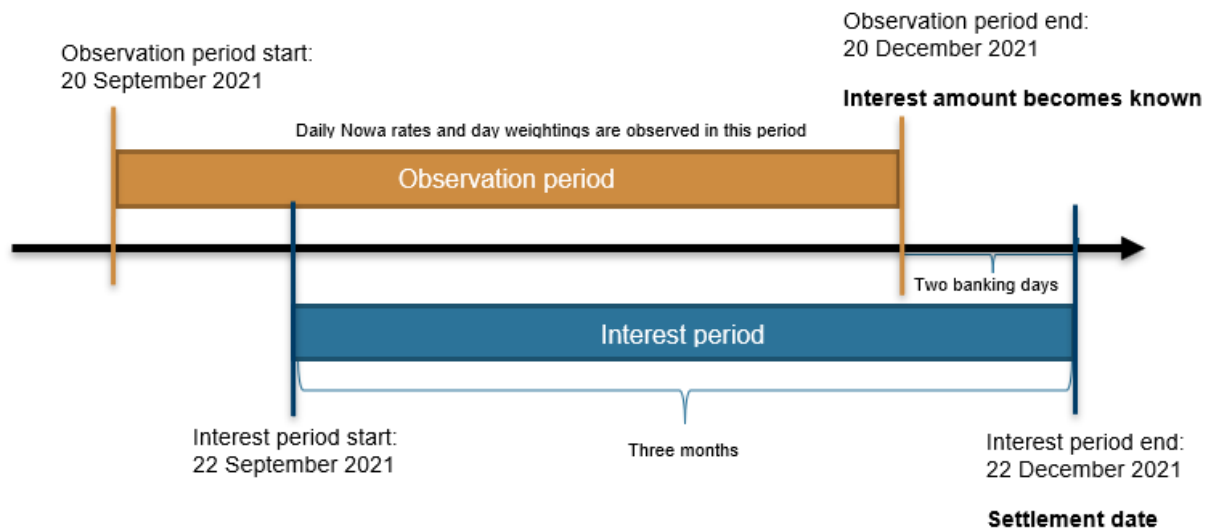 Observation period start:
20 September 2021
Observation period end:
20 December 2021
Interest amount becomes known
Daily Nowa rates and day weightings are observed in this period
Observation period
Two banking days
Interest period
Three months
Interest period start:
22 September 2021
Interest period end:
22 December 2021
Settlement date